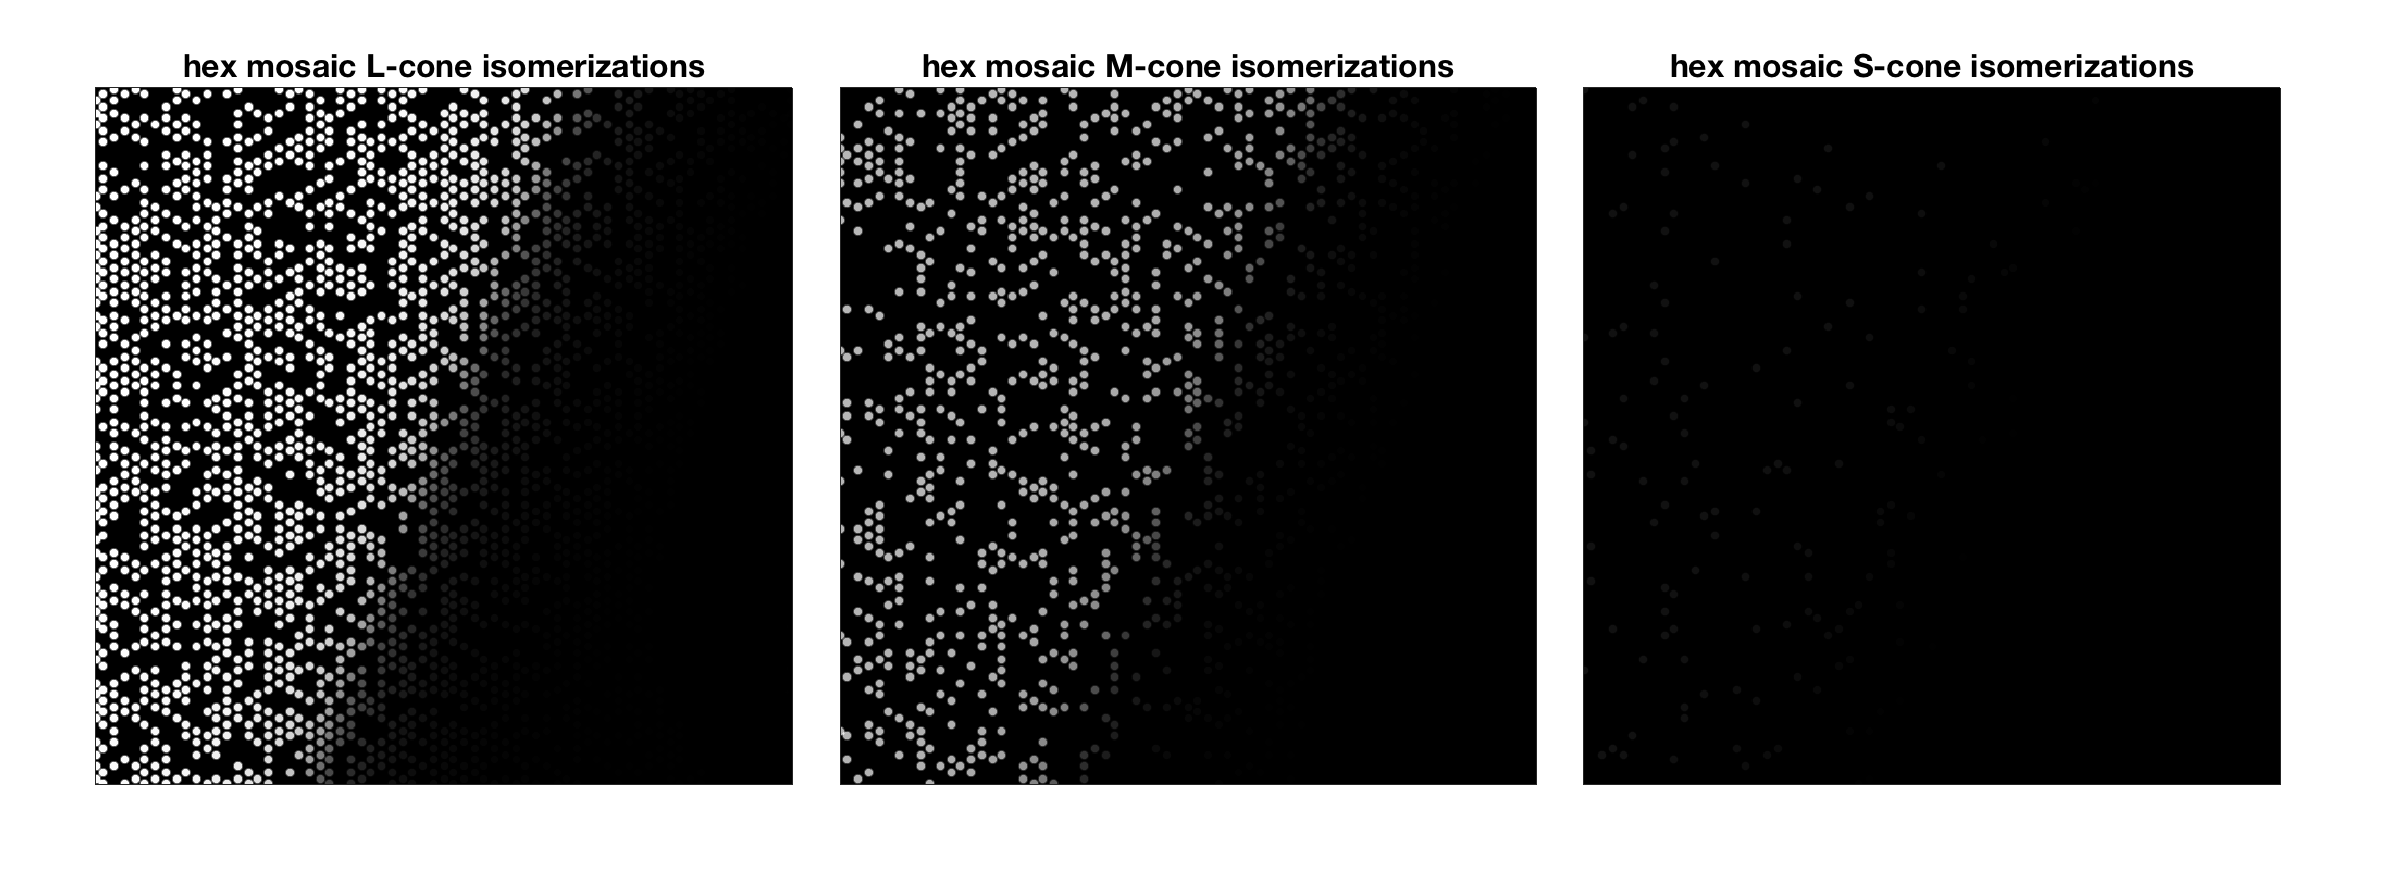 hex mosaic L-cone isomerizations
hex mosaic M-cone isomerizations
hex mosaic S-cone isomerizations